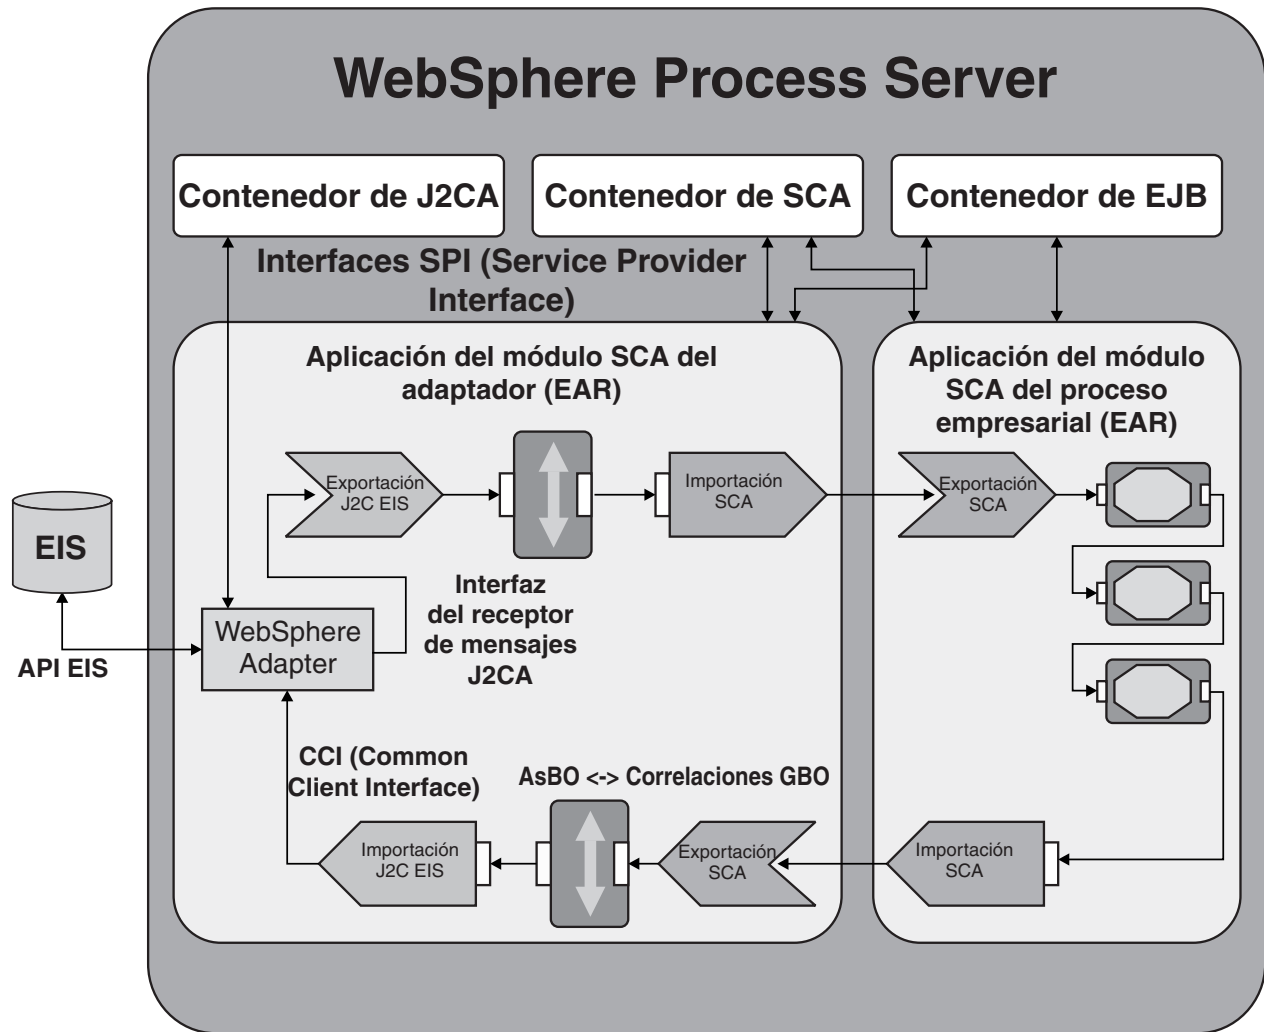 WebSphere Process Server
Contenedor de J2CA
Contenedor de SCA
Contenedor de EJB
Interfaces SPI (Service Provider
Interface)
Aplicación del módulo SCA del
adaptador (EAR)
Aplicación del módulo
SCA del proceso
empresarial (EAR)
Exportación
J2C EIS
Importación
SCA
Exportación
SCA
EIS
API EIS
WebSphere
Adapter
Interfaz
del receptor
de mensajes
J2CA
CCI (Common
Client Interface)
AsBO <-> Correlaciones GBO
Importación
J2C EIS
Exportación
SCA
Importación
SCA